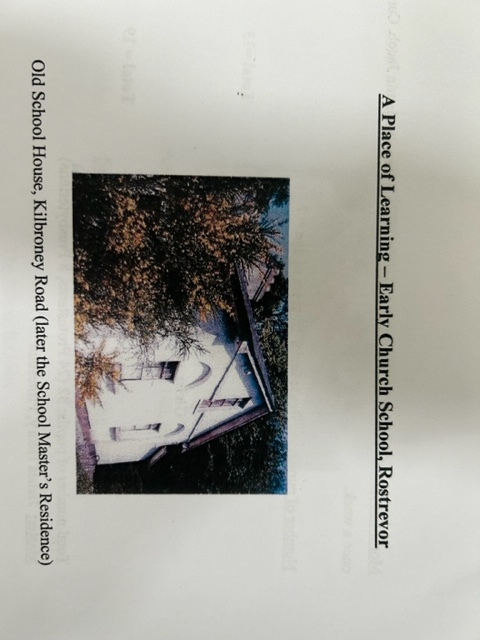 A Place of Learning – Early Church School, Rostrevor
Old School House, Kilbroney Road (later the School Master's Residence)